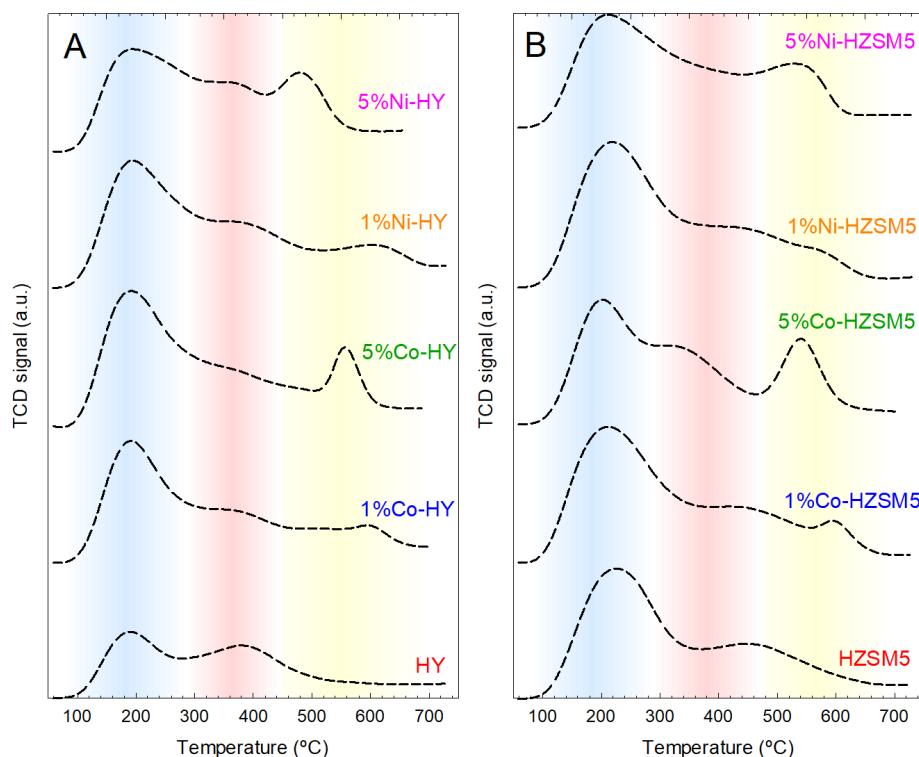 A
5%Ni-HY
1%Ni-HY
5%Co-HY
1%Co-HY
HY
TCD signal (a.u.)
100 200 300 400 500 600 700
Temperature (ºC)
B
5%Ni-HZSM5
1%Ni-HZSM5
5%Co-HZSM5
1%Co-HZSM5
HZSM5
TCD signal (a.u.)
100 200 300 400 500 600 700
Temperature (ºC)